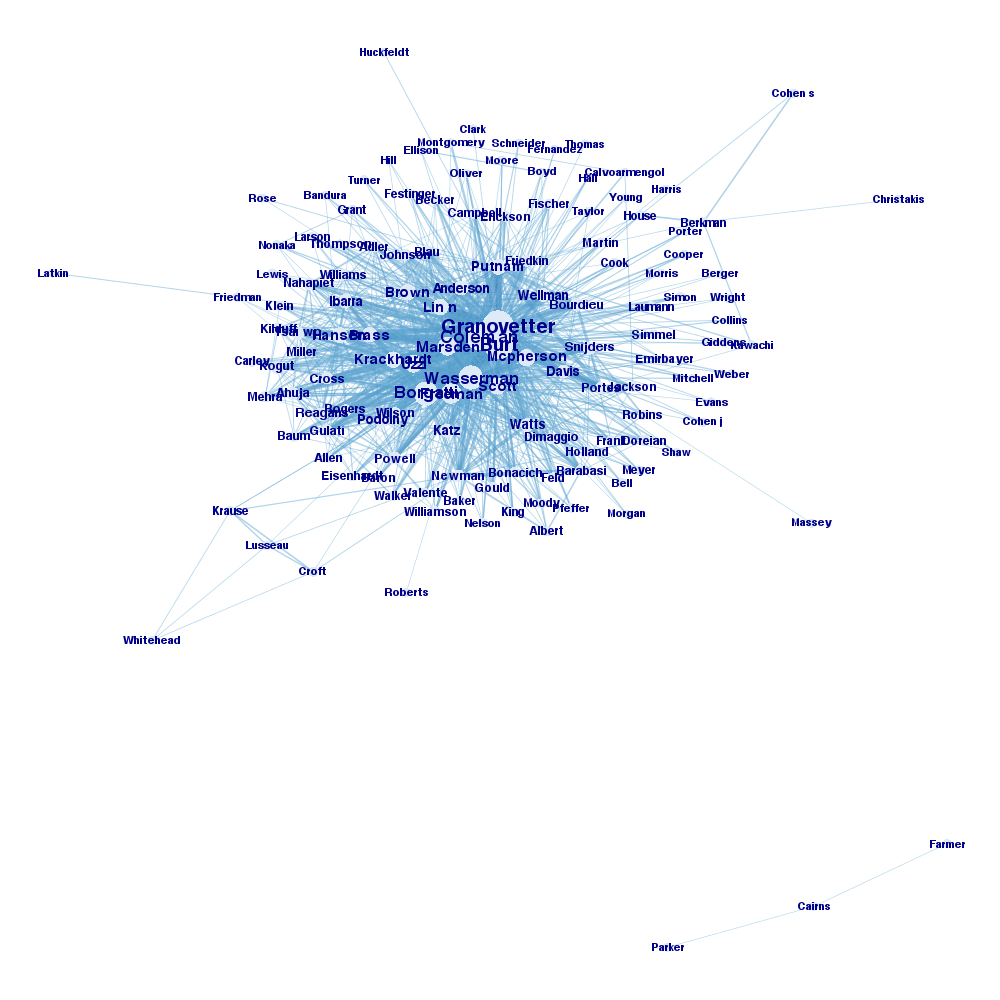 Huckfeldt
Cohen s
Clark
Montgomery
Schneider
Thomas
Ellison
Fernandez
Hill
Moore
Oliver
Boyd
Calvoarmengol
Hall
Turner
Harris
Bandura
Festinger
Rose
Becker
Young
Christakis
Grant
Campbell
Erickson
Fischer
Taylor
House
Berkman
Porter
Larson
Nonaka
Thompson
Adler
Martin
Johnson
Blau
Cooper
Friedkin
Cook
Putnam
Latkin
Lewis
Williams
Morris
Berger
Nahapiet
Anderson
Brown
Friedman
Ibarra
Wellman
Simon
Wright
Klein
Lin n
Bourdieu
Laumann
Collins
Granovetter
Kilduff
Tsai wp
Hansen
Brass
Coleman
Burt
Simmel
Giddens
Kawachi
Marsden
Snijders
Miller
Carley
Kogut
Krackhardt
Uzzi
Mcpherson
Emirbayer
Davis
Weber
Cross
Wasserman
Mitchell
Scott
Portes
Jackson
Mehra
Ahuja
Borgatti
Freeman
Evans
Reagans
Rogers
Wilson
Podolny
Robins
Cohen j
Gulati
Katz
Watts
Baum
Dimaggio
Frank
Doreian
Holland
Shaw
Allen
Powell
Eisenhardt
Baron
Newman
Bonacich
Feld
Barabasi
Meyer
Bell
Gould
Walker
Valente
Baker
Krause
Williamson
King
Moody
Pfeffer
Morgan
Nelson
Massey
Albert
Lusseau
Croft
Roberts
Whitehead
Farmer
Cairns
Parker